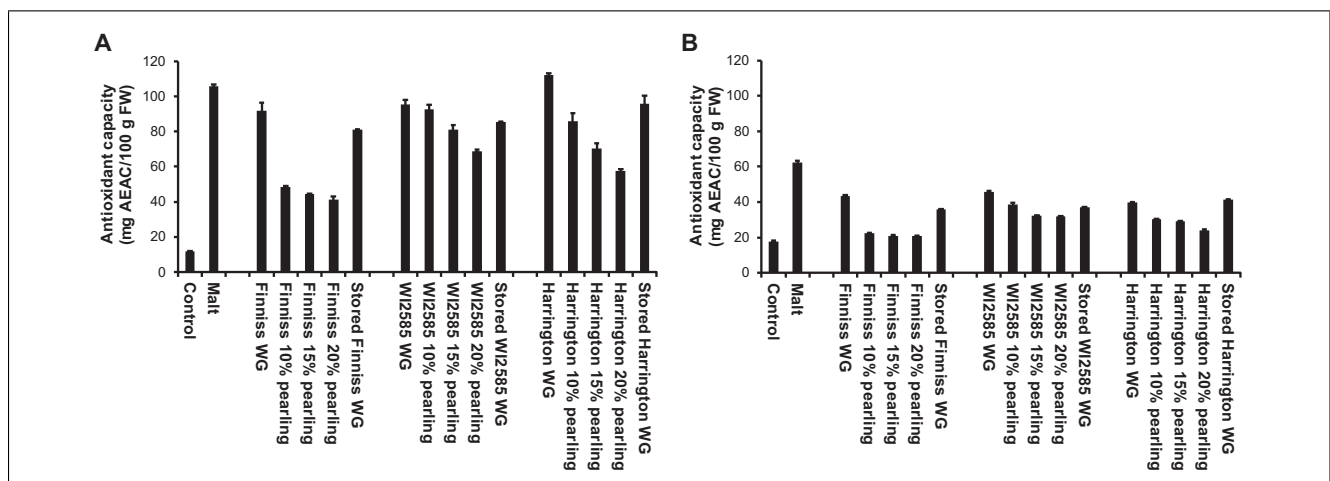 A
Antioxidant capacity
(mg AEAC/100 g FW)
120
100
80
60
40
20
0
Control
Malt
Finniss WG
Finniss 10% pearling
Finniss 15% pearling
Finniss 20% pearling
Stored Finniss WG
WI2585 WG
WI2585 10% pearling
WI2585 15% pearling
WI2585 20% pearling
Stored WI2585 WG
Harrington WG
Harrington 10% pearling
Harrington 15% pearling
Harrington 20% pearling
Stored Harrington WG
B
Antioxidant capacity
(mg AEAC/100 g FW)
120
100
80
60
40
20
0
Control
Malt
Finniss WG
Finniss 10% pearling
Finniss 15% pearling
Finniss 20% pearling
Stored Finniss WG
WI2585 WG
WI2585 10% pearling
WI2585 15% pearling
WI2585 20% pearling
Stored WI2585 WG
Harrington WG
Harrington 10% pearling
Harrington 15% pearling
Harrington 20% pearling
Stored Harrington WG